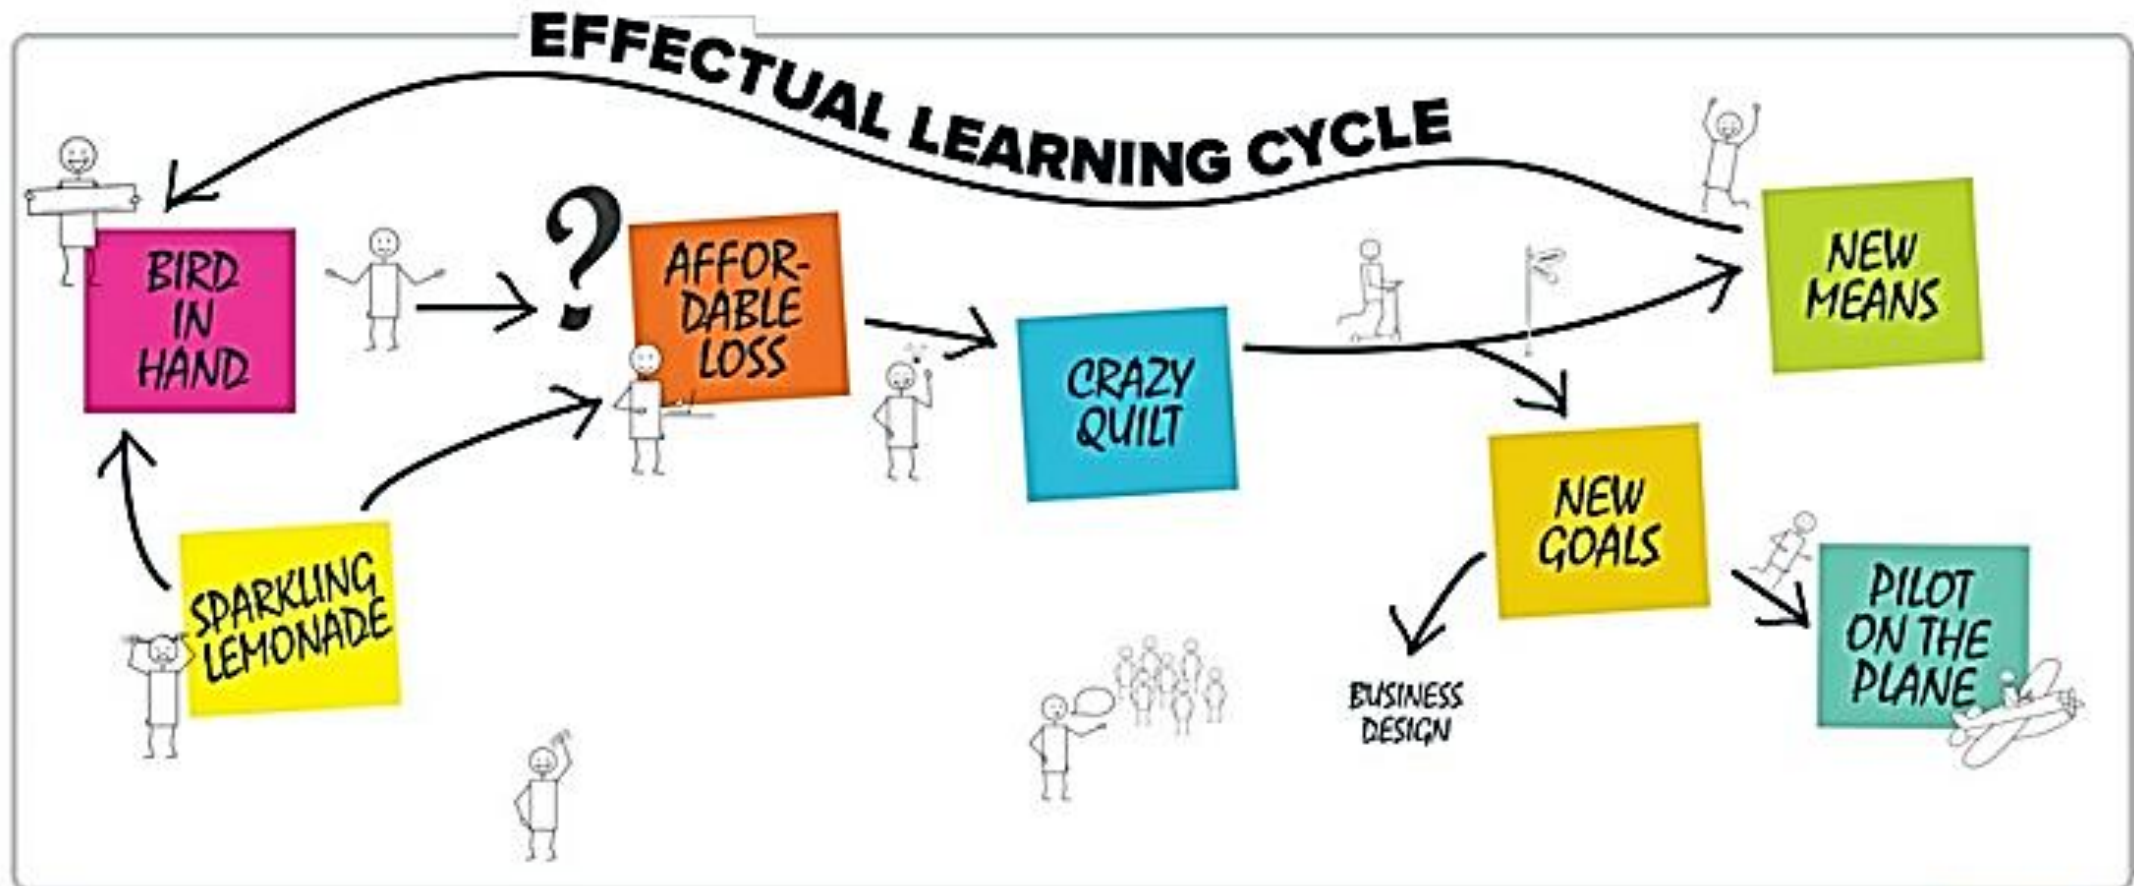 EFFECTUAL LEARNING CYCLE
BIRD
IN
HAND
?
AFFOR-
DABLE
LOSS
CRAZY
QUILT
NEW
MEANS
NEW
GOALS
SPARKLING
LEMONADE
BUSINESS
DESIGN
PILOT
ON THE
PLANE